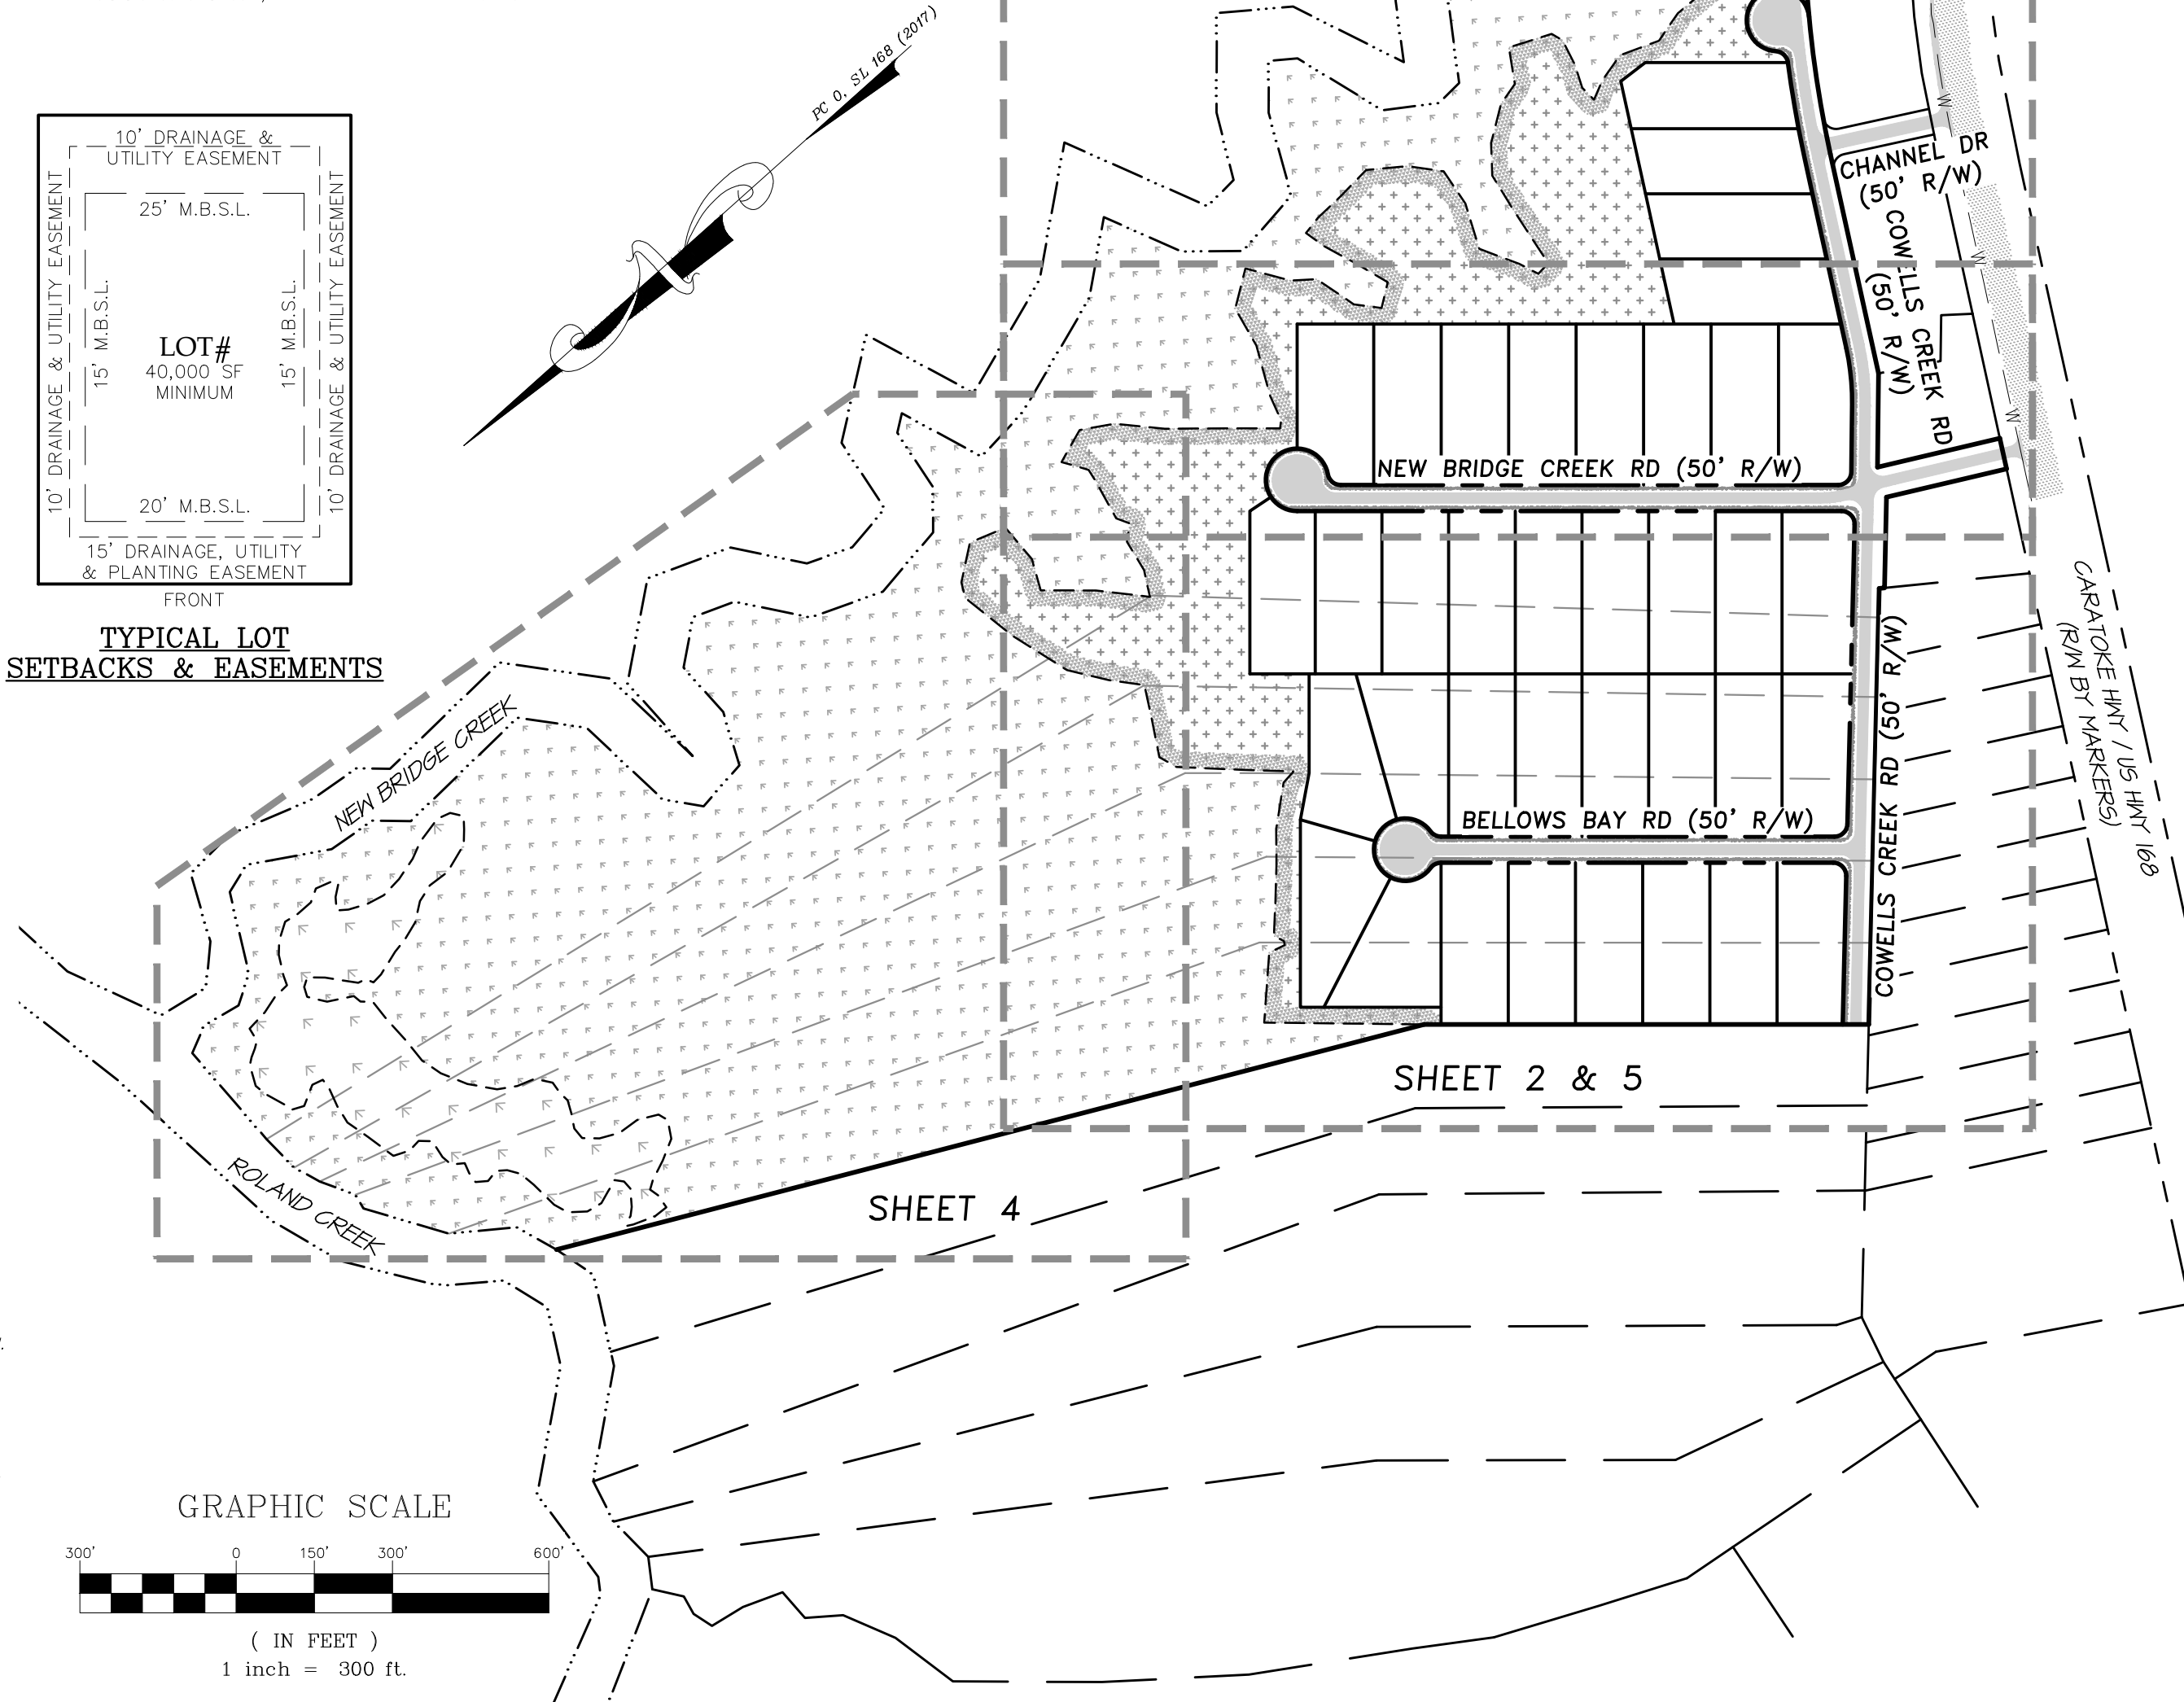 10' DRAINAGE &
UTILITY EASEMENT
10' DRAINAGE & UTILITY EASEMENT
25' M.B.S.L.
15' M.B.S.L.
LOT#
40,000 SF
MINIMUM
15' M.B.S.L.
10' DRAINAGE & UTILITY EASEMENT
20' M.B.S.L.
15' DRAINAGE, UTILITY
& PLANTING EASEMENT
FRONT
TYPICAL LOT
SETBACKS & EASEMENTS
PC O, SL 168 (2017)
W
CHANNEL DR
(50' R/W)
COWELLS CREEK RD
(50' R/W)
W
W
NEW BRIDGE CREEK RD (50' R/W)
CARATOKE HWY / US HWY 168
(R/W BY MARKERS)
COWELLS CREEK RD (50' R/W)
BELLOWS BAY RD (50' R/W)
NEW BRIDGE CREEK
ROLAND CREEK
SHEET 2 & 5
SHEET 4
GRAPHIC SCALE
300' 0 150' 300' 600'
( IN FEET )
1 inch = 300 ft.